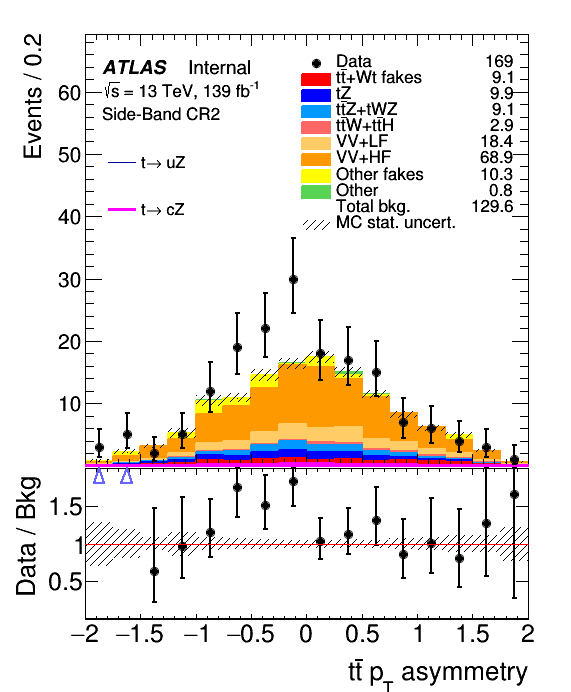 Events / 0.2
ATLAS Internal
√s = 13 TeV, 139 fb⁻¹
Side-Band CR2
t→ uZ
t→ cZ
Data 169
tt̄+Wt fakes 9.1
tZ 9.9
tt̄Z+tWZ 9.1
tt̄W+tt̄H 2.9
VV+LF 18.4
VV+HF 68.9
Other fakes 10.3
Other 0.8
Total bkg. 129.6
MC stat. uncert.
60
50
40
30
20
10
Data / Bkg
1.5
1
0.5
−2 −1.5 −1 −0.5 0 0.5 1 1.5 2
tt̄ p_T asymmetry